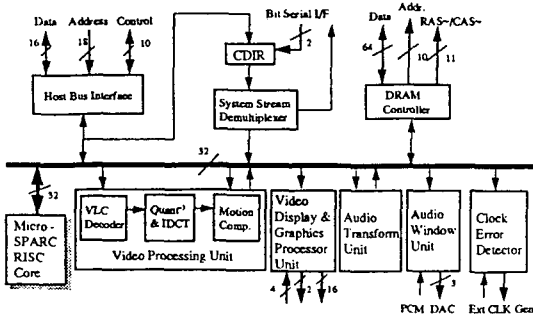 Data Address Control
16 18 10
Host Bus Interface
Bit Serial I/F
2
CDIR
System Stream
Demultiplexer
Data Addr. RAS~/CAS~
64 10 11
DRAM
Controller
32
32
Micro -
SPARC
RISC
Core
VLC
Decoder
Quant'
& IDCT
Motion
Comp.
Video Processing Unit
Video
Display &
Graphics
Processor
Unit
4 2 16
Audio
Transform
Unit
Audio
Window
Unit
3
PCM DAC
Clock
Error
Detector
Ext CLK Gen